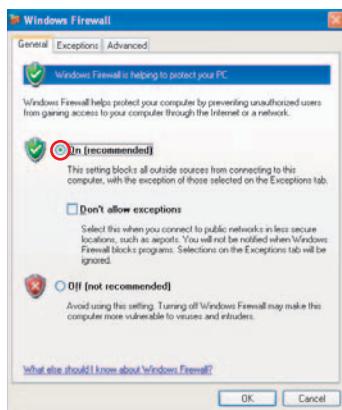 Windows Firewall
General Exceptions Advanced
Windows Firewall is helping to protect your PC
Windows Firewall helps protect your computer by preventing unauthorized users
from gaining access to your computer through the Internet or a network.
On (recommended)
This setting blocks all outside sources from connecting to this
computer, with the exception of those selected on the Exceptions tab.
Don't allow exceptions
Select this when you connect to public networks in less secure
locations, such as airports. You will not be notified when Windows
Firewall blocks programs. Selections on the Exceptions tab will be
ignored.
Off (not recommended)
Avoid using this setting. Turning off Windows Firewall may make this
computer more vulnerable to viruses and intruders.
What else should I know about Windows Firewall?
OK Cancel